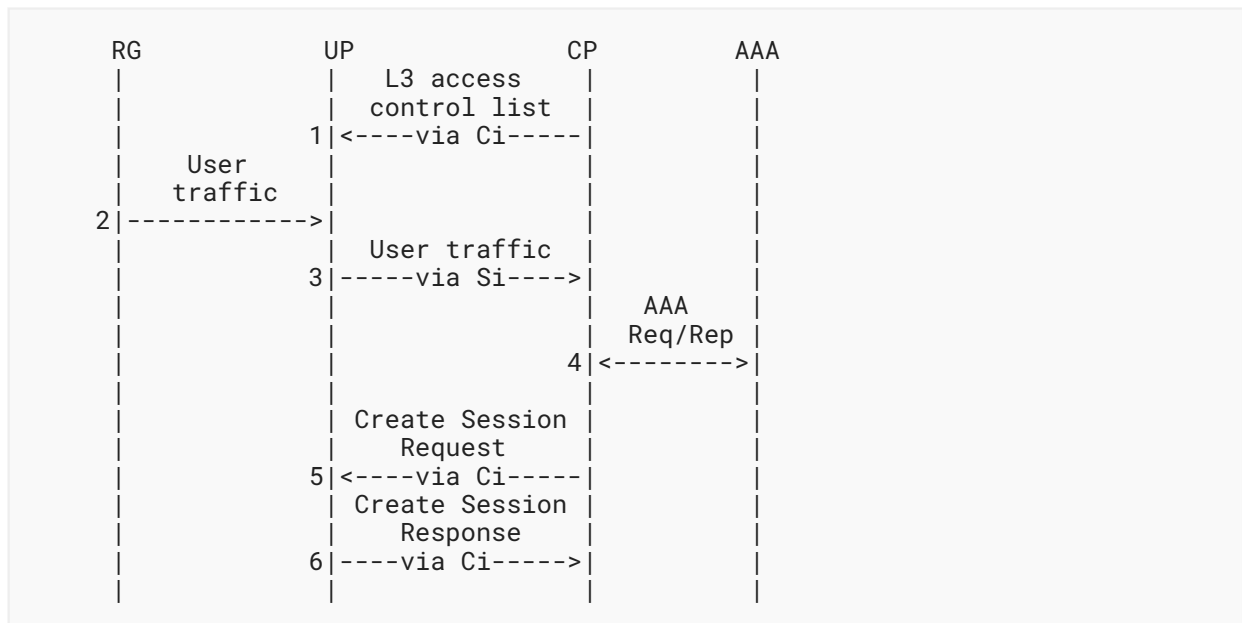 RG UP CP AAA
L3 access
control list
1|<----via Ci-----|
User
traffic
2|------------>|
User traffic
3|-----via Si---->|
AAA
Req/Rep
4|<-------->|
Create Session
Request
5|<----via Ci-----|
Create Session
Response
6|----via Ci----->|